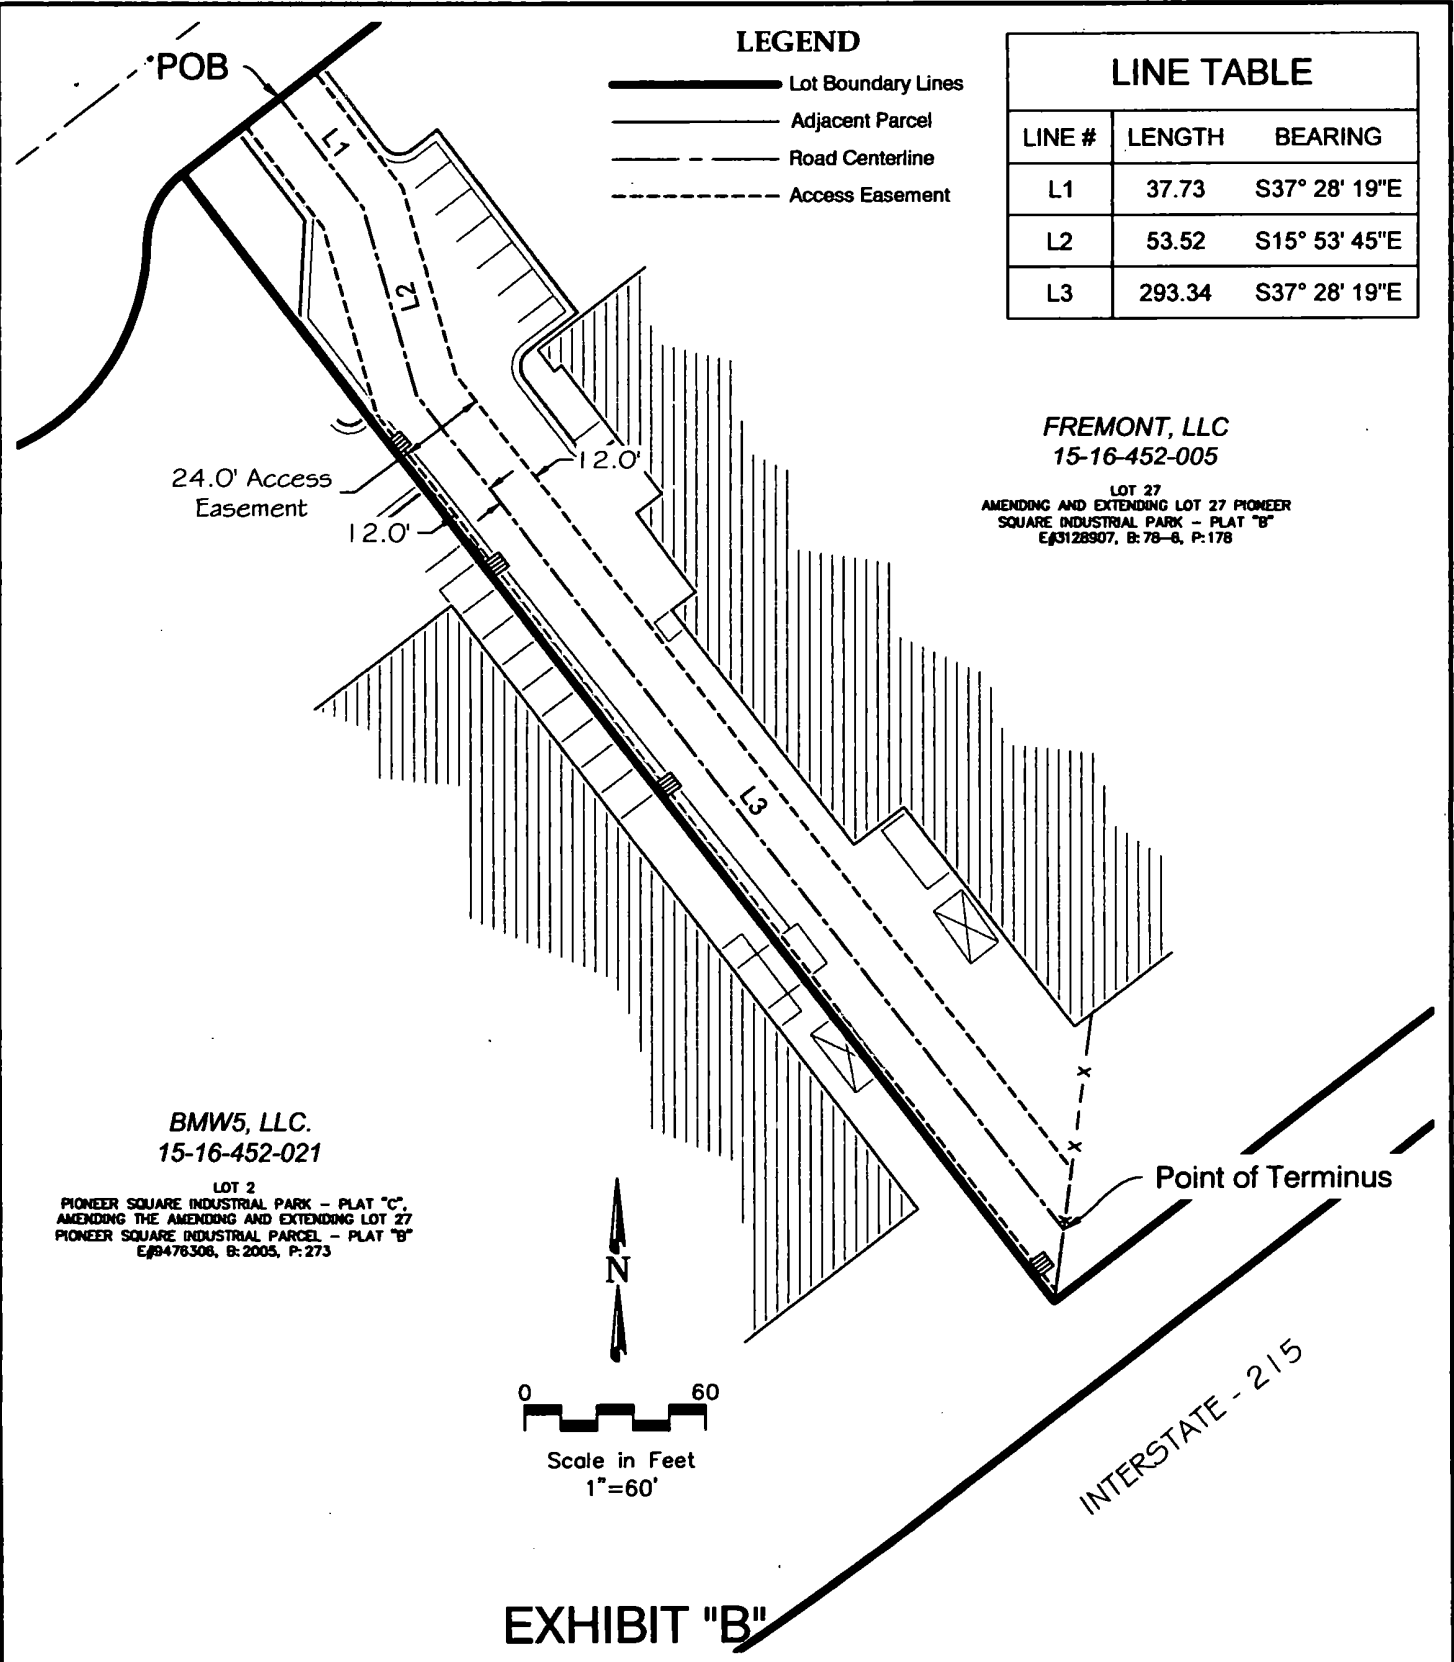 POB
LEGEND
Lot Boundary Lines
Adjacent Parcel
Road Centerline
Access Easement
LINE TABLE
LINE # LENGTH BEARING
L1 37.73 S37° 28' 19"E
L2 53.52 S15° 53' 45"E
L3 293.34 S37° 28' 19"E
L1
L2
24.0' Access
Easement
12.0'
12.0'
FREMONT, LLC
15-16-452-005
LOT 27
AMENDING AND EXTENDING LOT 27 PIONEER
SQUARE INDUSTRIAL PARK - PLAT "B"
E#3128907, B: 78-6, P: 178
L3
x
x
x
BMW5, LLC.
15-16-452-021
LOT 2
PIONEER SQUARE INDUSTRIAL PARK - PLAT "C",
AMENDING THE AMENDING AND EXTENDING LOT 27
PIONEER SQUARE INDUSTRIAL PARCEL - PLAT "B"
E#9476306, B: 2005, P: 273
Point of Terminus
N
0 60
Scale in Feet
1"=60'
INTERSTATE - 215
EXHIBIT "B"